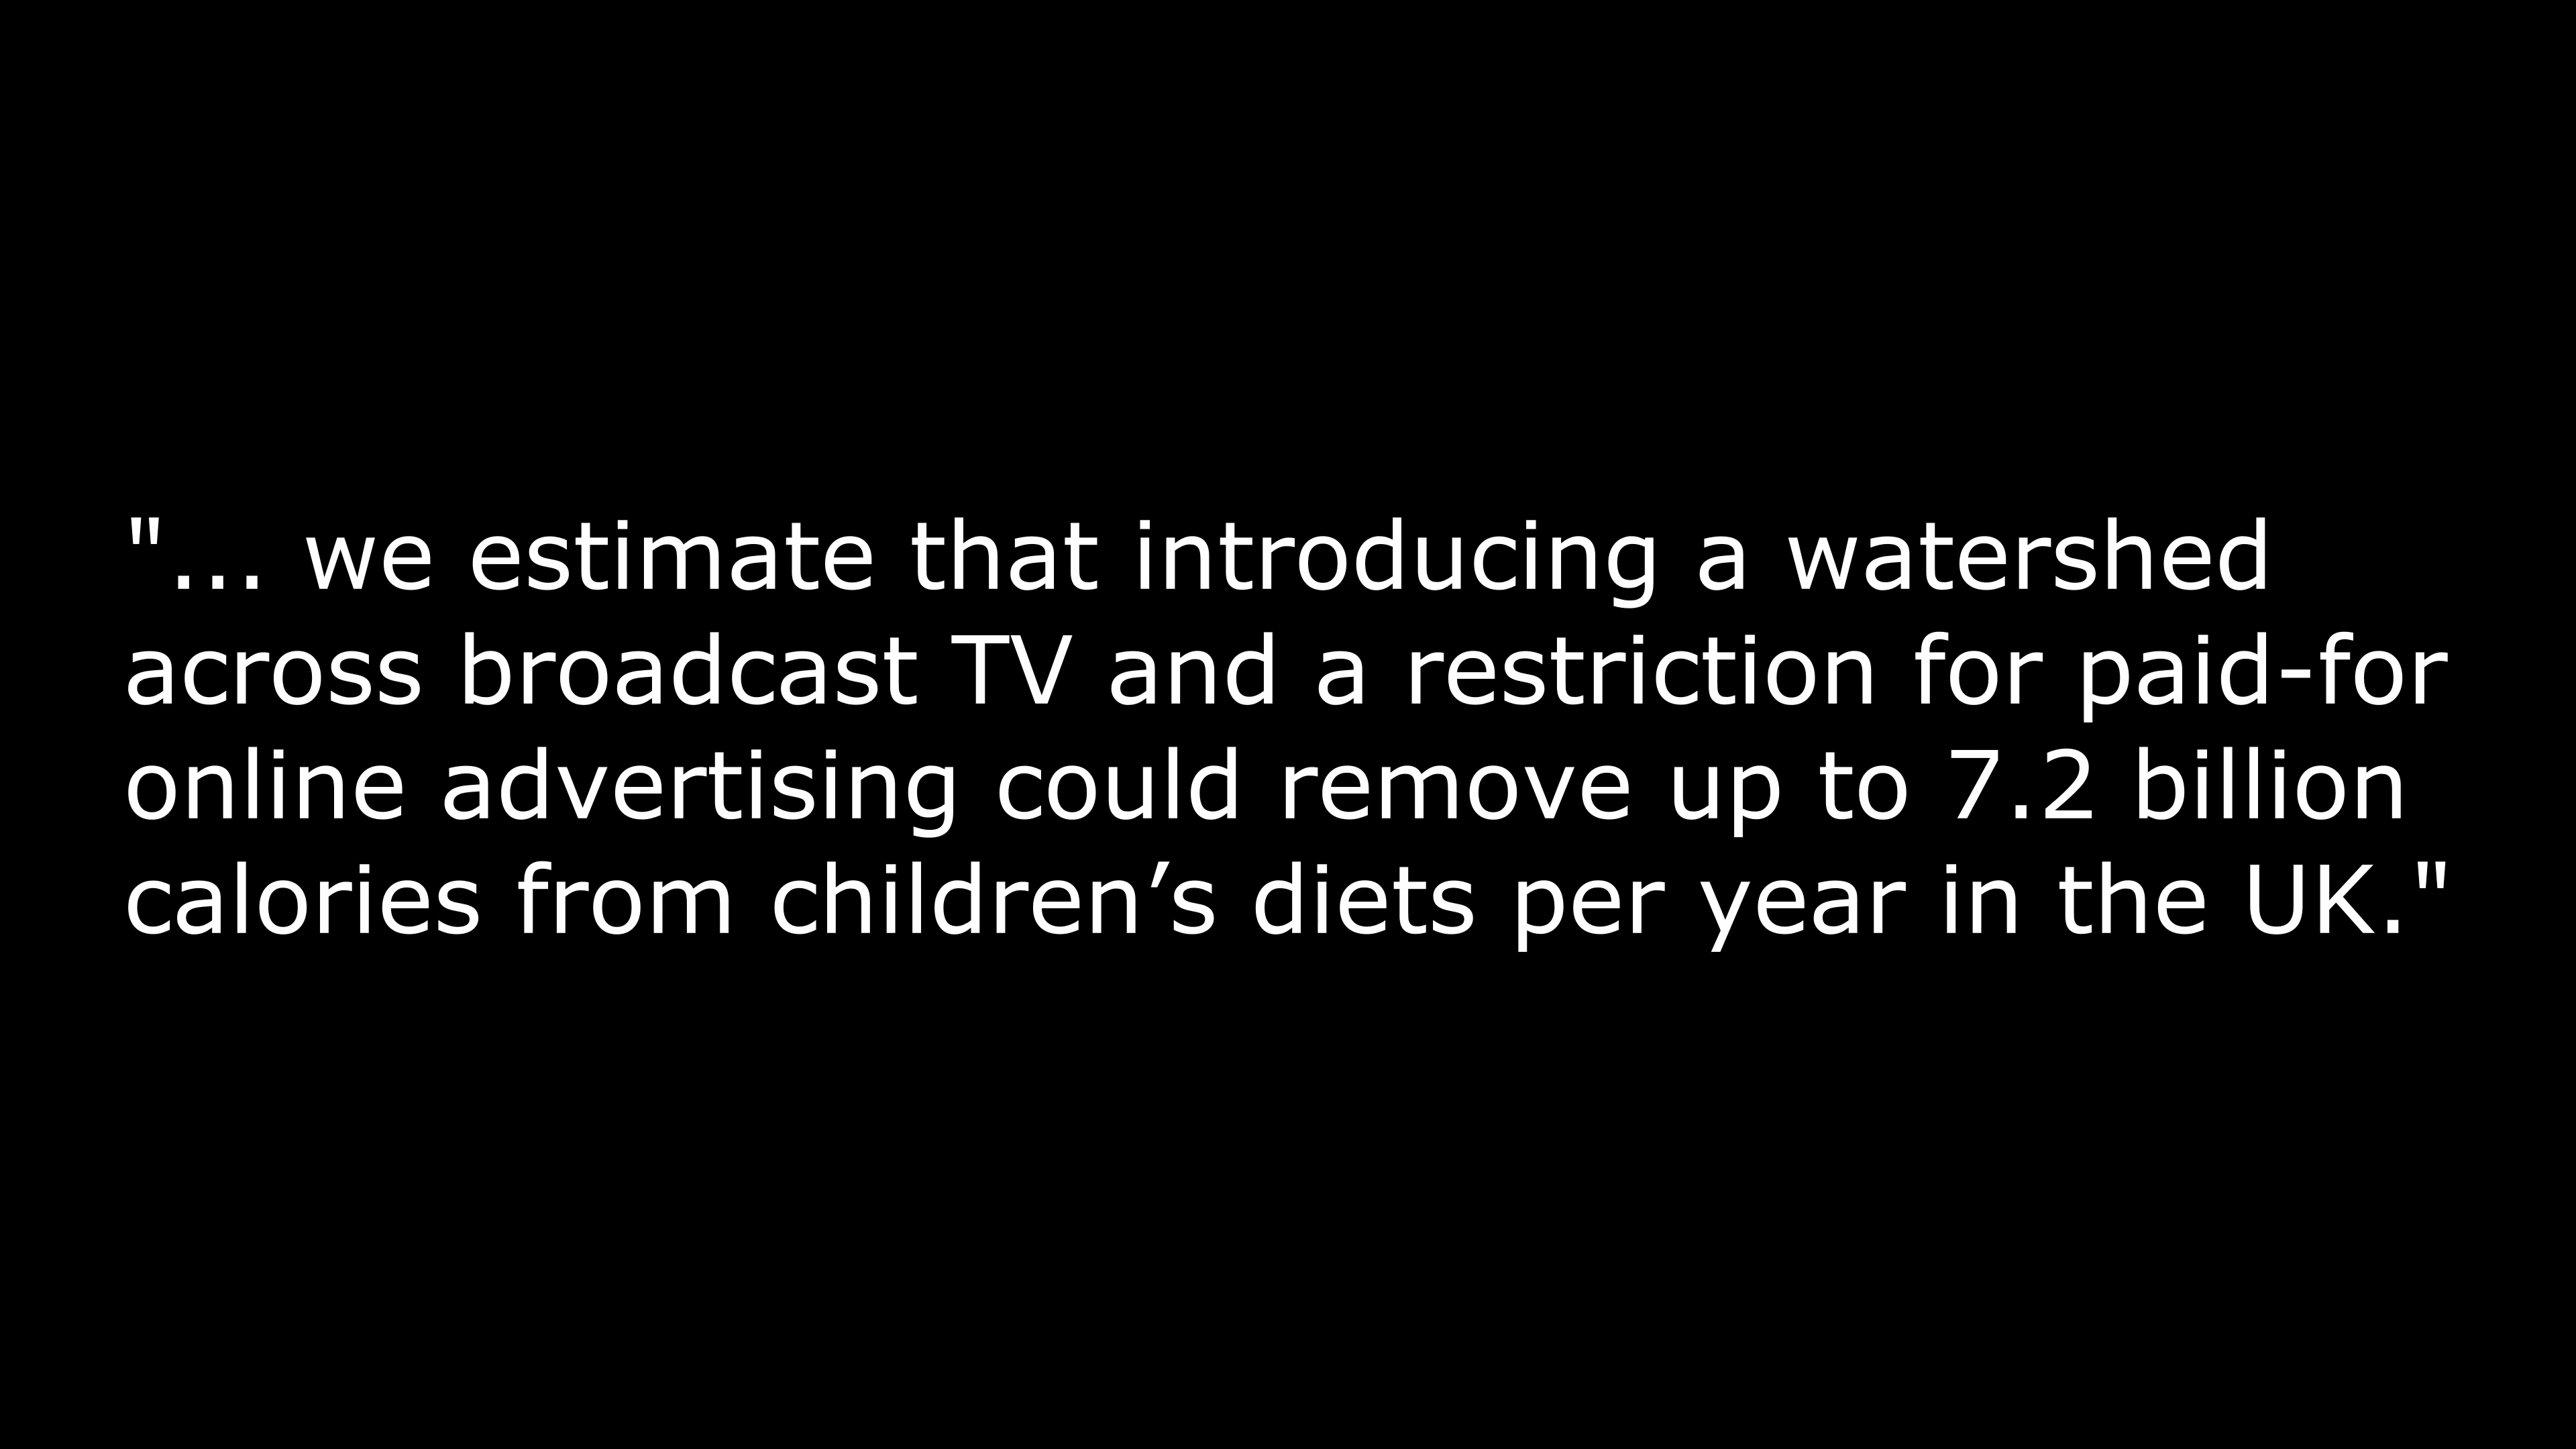 "... we estimate that introducing a watershed
across broadcast TV and a restriction for paid-for
online advertising could remove up to 7.2 billion
calories from children’s diets per year in the UK."